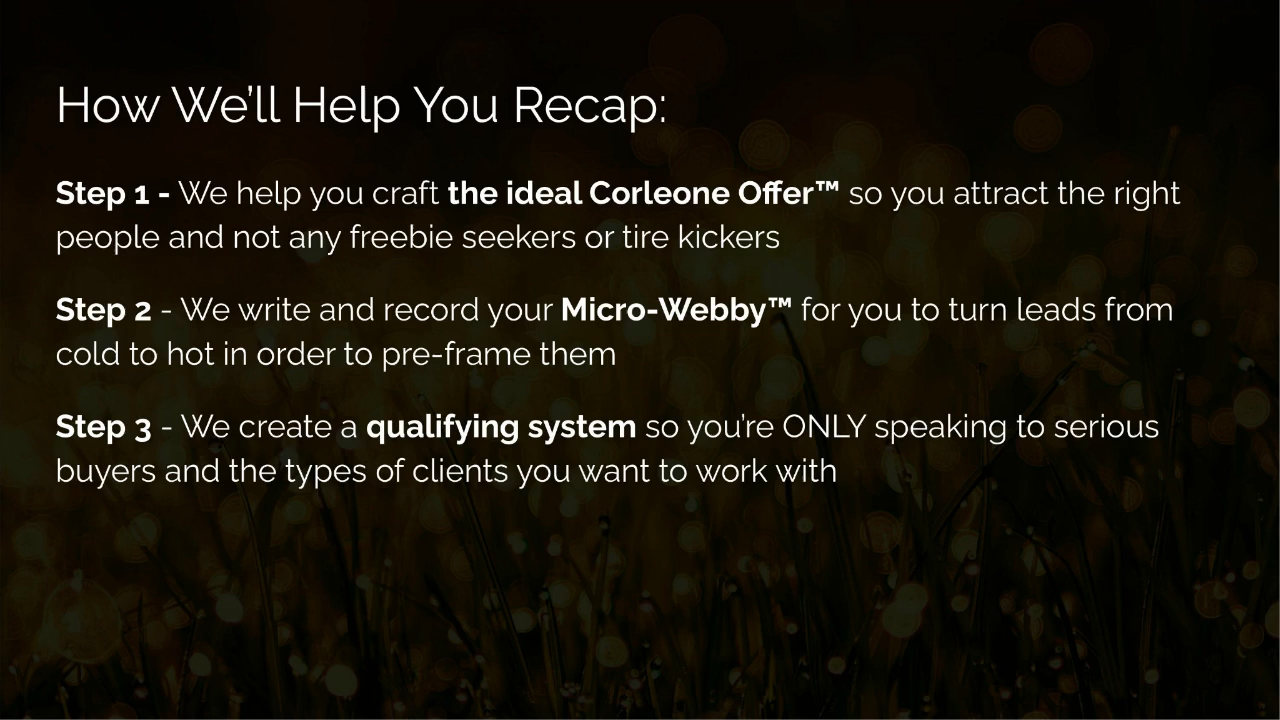 How We’ll Help You Recap:
Step 1 - We help you craft the ideal Corleone Offer™ so you attract the right
people and not any freebie seekers or tire kickers
Step 2 - We write and record your Micro-Webby™ for you to turn leads from
cold to hot in order to pre-frame them
Step 3 - We create a qualifying system so you’re ONLY speaking to serious
buyers and the types of clients you want to work with